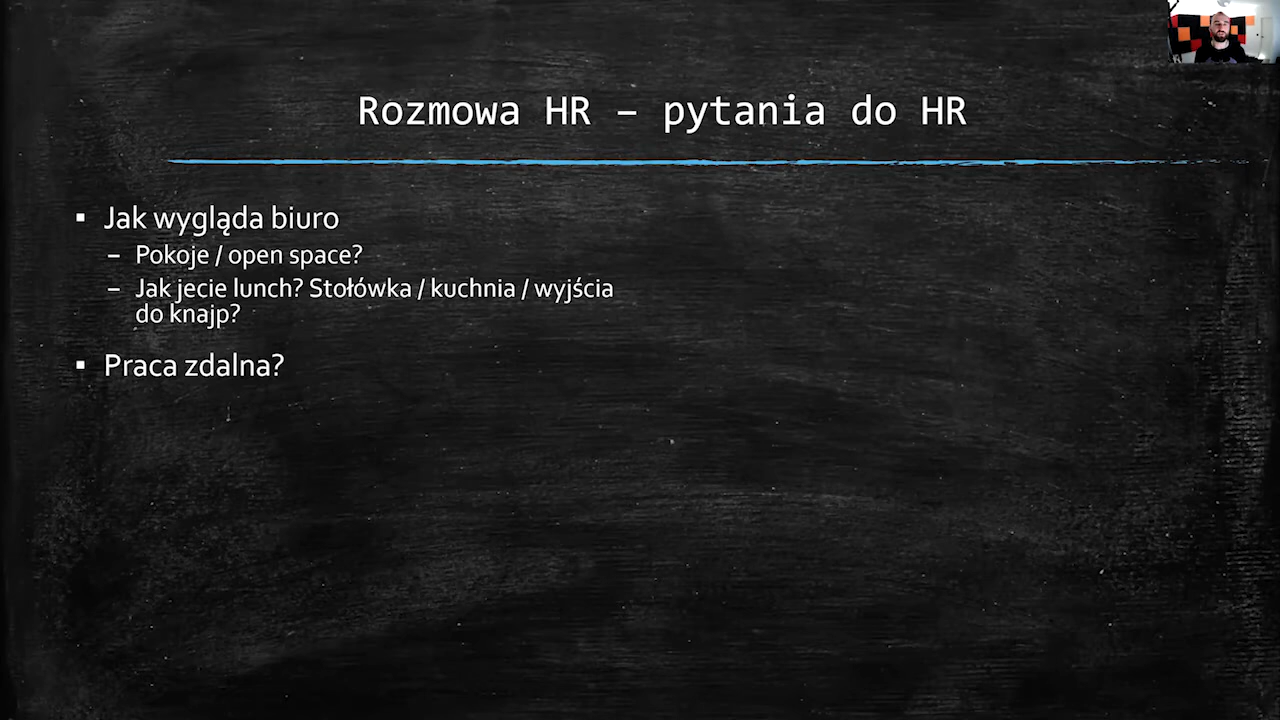 Rozmowa HR – pytania do HR
▪ Jak wygląda biuro
– Pokoje / open space?
– Jak jecie lunch? Stołówka / kuchnia / wyjścia
do knajp?
▪ Praca zdalna?